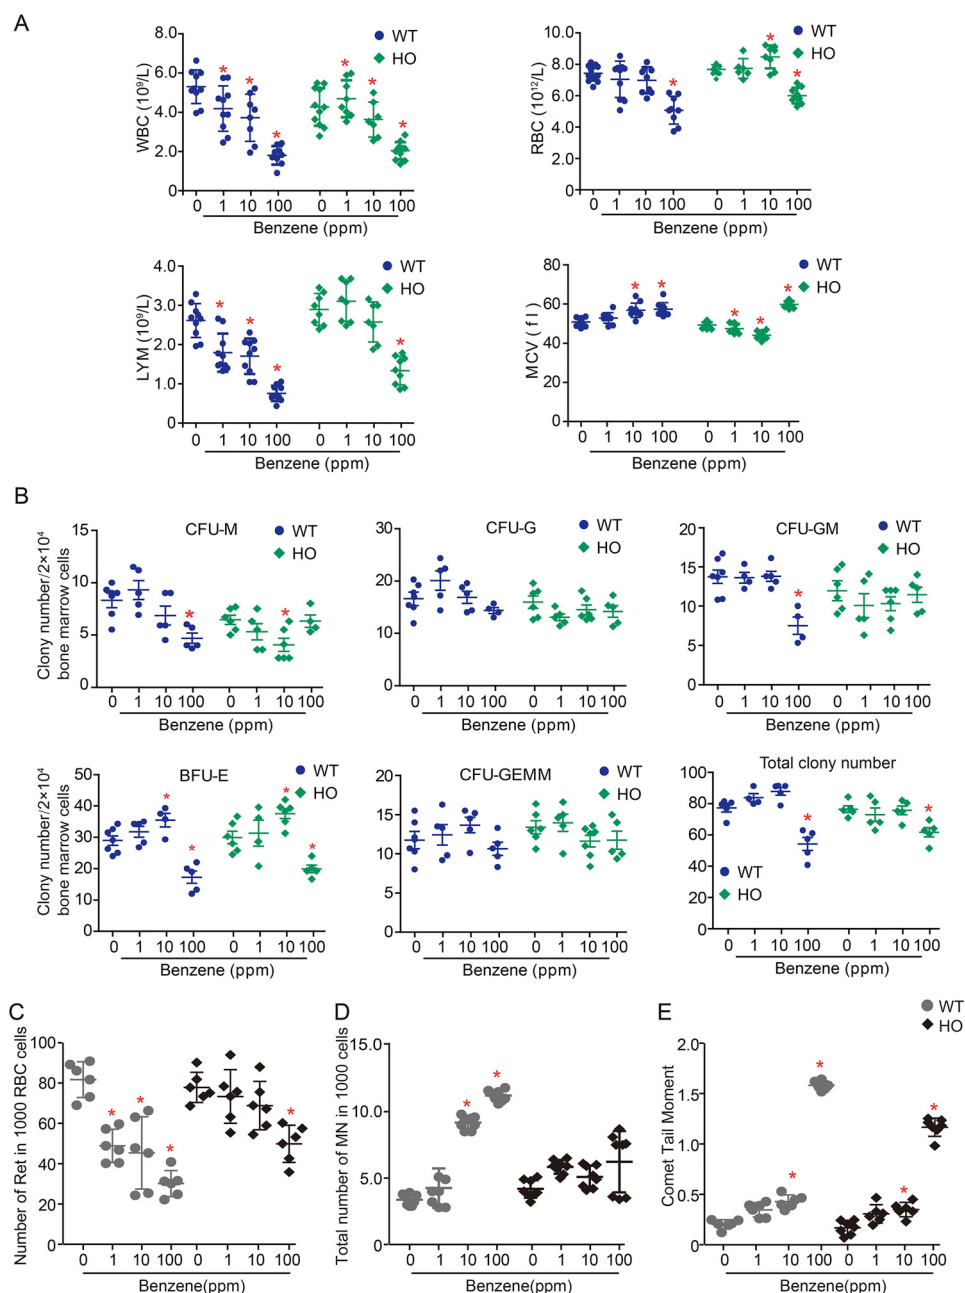 A
WBC (10⁹/L)
8.0
6.0
4.0
2.0
0.0
WT
HO
* * * * * *
0 1 10 100 0 1 10 100
Benzene (ppm)
RBC (10¹²/L)
10.0
8.0
6.0
4.0
2.0
0.0
WT
HO
* * *
0 1 10 100 0 1 10 100
Benzene (ppm)
LYM (10⁹/L)
4.0
3.0
2.0
1.0
0
WT
HO
* * * *
0 1 10 100 0 1 10 100
Benzene (ppm)
MCV ( f l )
80
60
40
20
0
WT
HO
* * * * *
0 1 10 100 0 1 10 100
Benzene (ppm)
B
Clony number/2×10⁴
bone marrow cells
CFU-M
15
10
5
0
WT
HO
* *
0 1 10 100 0 1 10 100
Benzene (ppm)
CFU-G
30
20
10
0
WT
HO
0 1 10 100 0 1 10 100
Benzene (ppm)
CFU-GM
20
15
10
5
0
WT
HO
*
0 1 10 100 0 1 10 100
Benzene (ppm)
Clony number/2×10⁴
bone marrow cells
BFU-E
50
40
30
20
10
0
WT
HO
* * * *
0 1 10 100 0 1 10 100
Benzene (ppm)
CFU-GEMM
20
15
10
5
0
WT
HO
0 1 10 100 0 1 10 100
Benzene (ppm)
Total clony number
100
80
60
40
20
0
WT
HO
* *
0 1 10 100 0 1 10 100
Benzene (ppm)
C
Number of Ret in 1000 RBC cells
100
80
60
40
20
0
* * * *
0 1 10 100 0 1 10 100
Benzene(ppm)
D
Total number of MN in 1000 cells
15.0
10.0
5.0
0
* *
0 1 10 100 0 1 10 100
Benzene(ppm)
E
WT
HO
Comet Tail Moment
2.0
1.5
1.0
0.5
0
* * * *
0 1 10 100 0 1 10 100
Benzene(ppm)